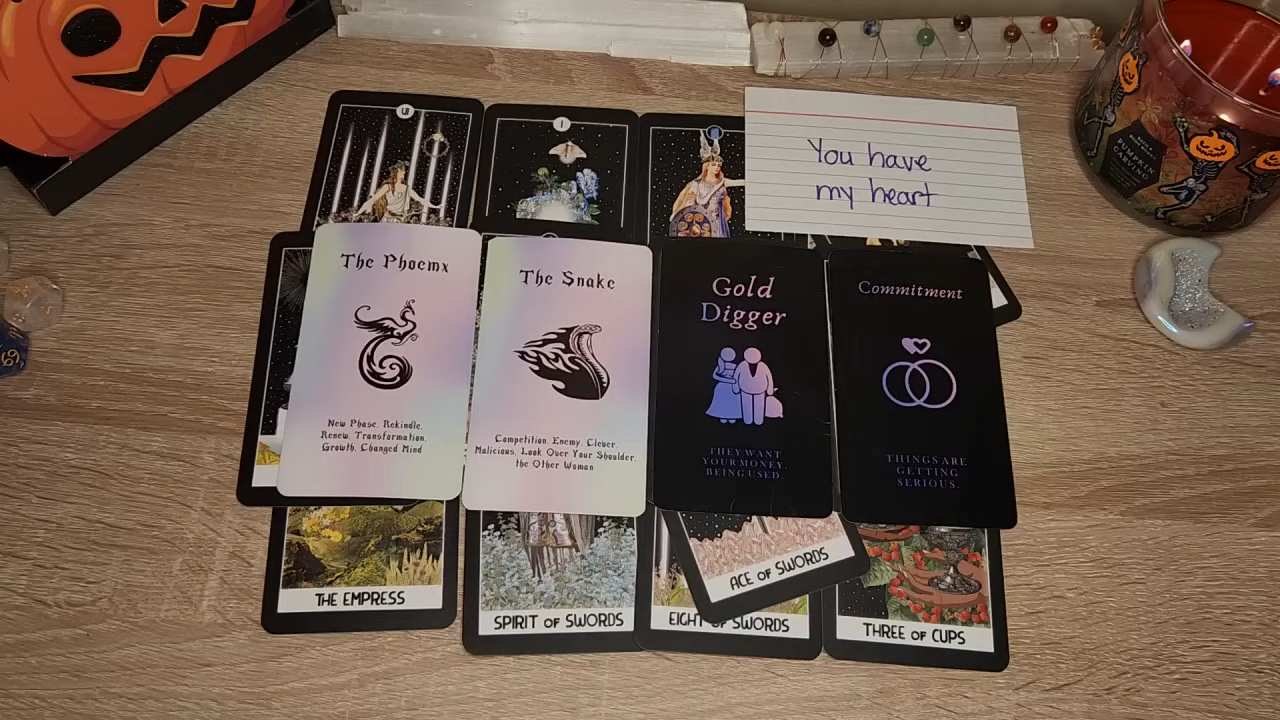 III
I
You have
my heart
The Phoenix
New Phase, Rekindle,
Renew, Transformation,
Growth, Changed Mind
The Snake
Competition, Enemy, Clever,
Malicious, Look Over Your Shoulder,
the Other Woman
Gold
Digger
THEY WANT
YOUR MONEY.
BEING USED.
Commitment
THINGS ARE
GETTING
SERIOUS.
THE EMPRESS
SPIRIT OF SWORDS
EIGHT OF SWORDS
ACE OF SWORDS
THREE OF CUPS
PUMPKIN
CARVING